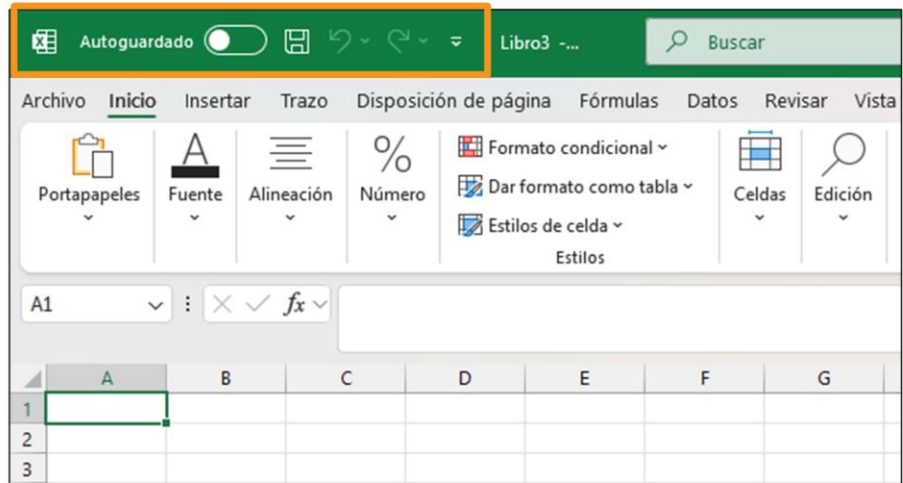 Autoguardado Libro3 -... Buscar
Archivo Inicio Insertar Trazo Disposición de página Fórmulas Datos Revisar Vista
Portapapeles Fuente Alineación Número Formato condicional Celdas Edición
Dar formato como tabla
Estilos de celda
Estilos
A1 fx
A B C D E F G
1
2
3